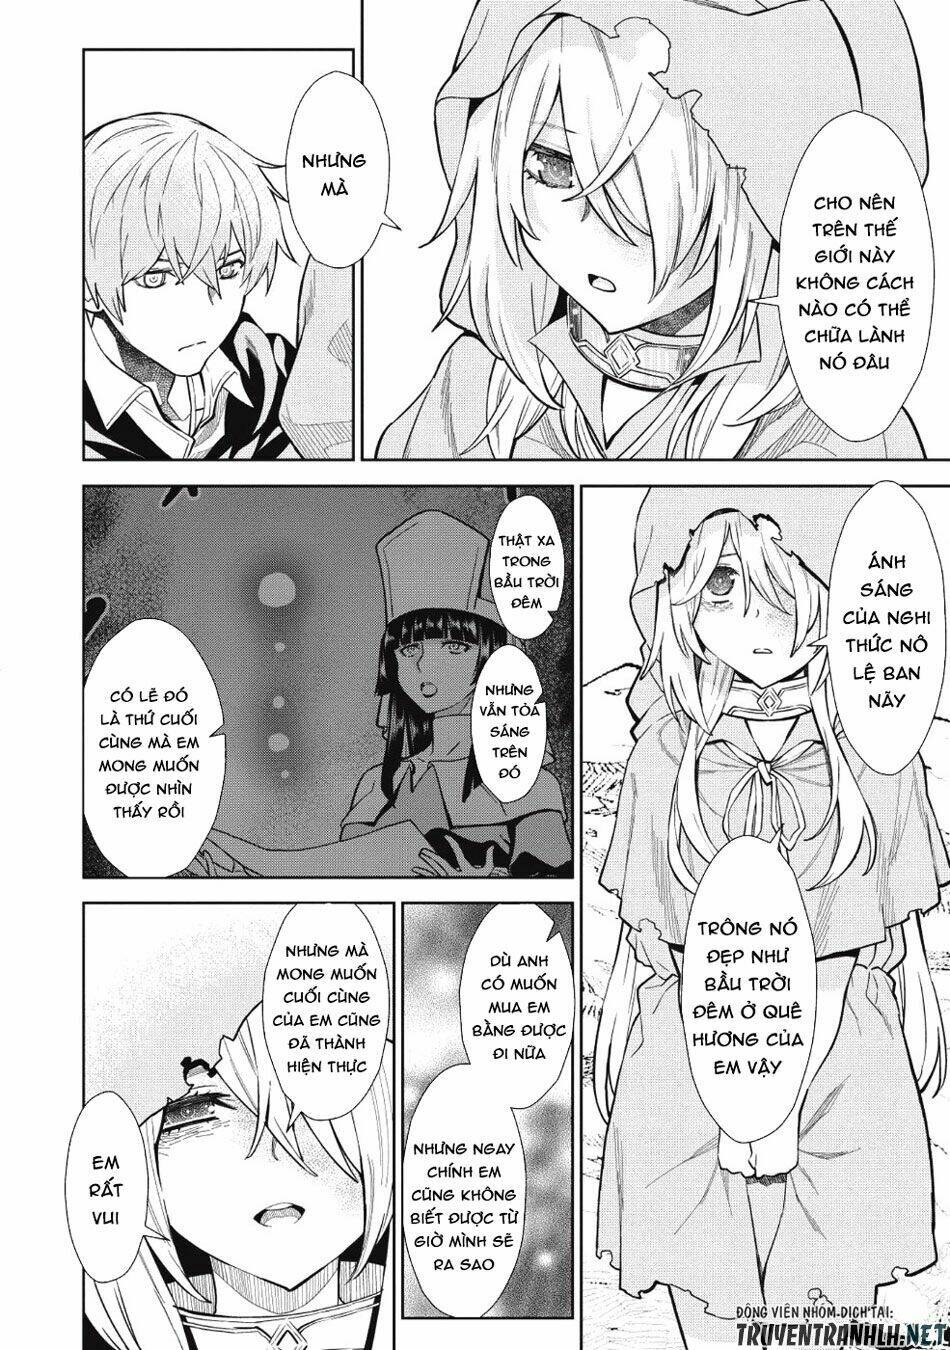 CHO NÊN
TRÊN THẾ
GIỚI NÀY
KHÔNG CÁCH
NÀO CÓ THỂ
CHỮA LÀNH
NÓ ĐÂU
NHƯNG
MÀ
ÁNH
SÁNG
CỦA NGHI
THỨC NÔ
LỆ BAN
NÃY
TRÔNG NÓ
ĐẸP NHƯ
BẦU TRỜI
ĐÊM Ở QUÊ
HƯƠNG CỦA
EM VẬY
THẬT XA
TRONG
BẦU TRỜI
ĐÊM
NHƯNG
VẪN TỎA
SÁNG TRÊN
ĐÓ
CÓ LẼ ĐÓ
LÀ THỨ CUỐI
CÙNG MÀ EM
MONG MUỐN
ĐƯỢC NHÌN
THẤY RỒI
DÙ ANH
CÓ MUỐN
MUA EM
BẰNG ĐƯỢC
ĐI NỮA
NHƯNG NGAY
CHÍNH EM
CŨNG KHÔNG
BIẾT ĐƯỢC TỪ
GIỜ MÌNH SẼ
RA SAO
NHƯNG MÀ
MONG MUỐN
CUỐI CÙNG
CỦA EM CŨNG
ĐÃ THÀNH
HIỆN THỰC
EM
RẤT
VUI
ĐỘNG VIÊN NHÓM DỊCH TẠI:
TRUYENTRANHLH.NET